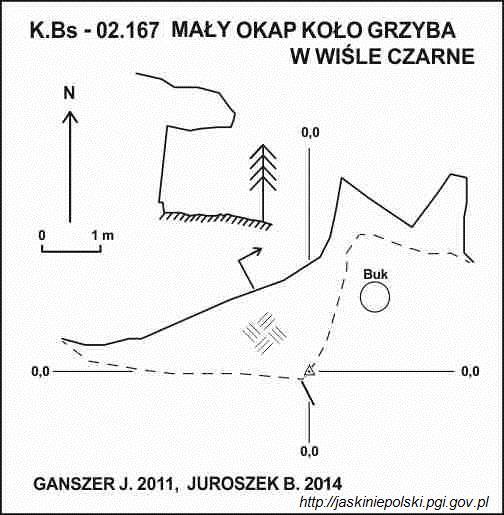 K.Bs - 02.167 MAŁY OKAP KOŁO GRZYBA
W WIŚLE CZARNE
N
0,0
0 1 m
Buk
0,0
0,0
0,0
GANSZER J. 2011, JUROSZEK B. 2014
http://jaskiniepolski.pgi.gov.pl